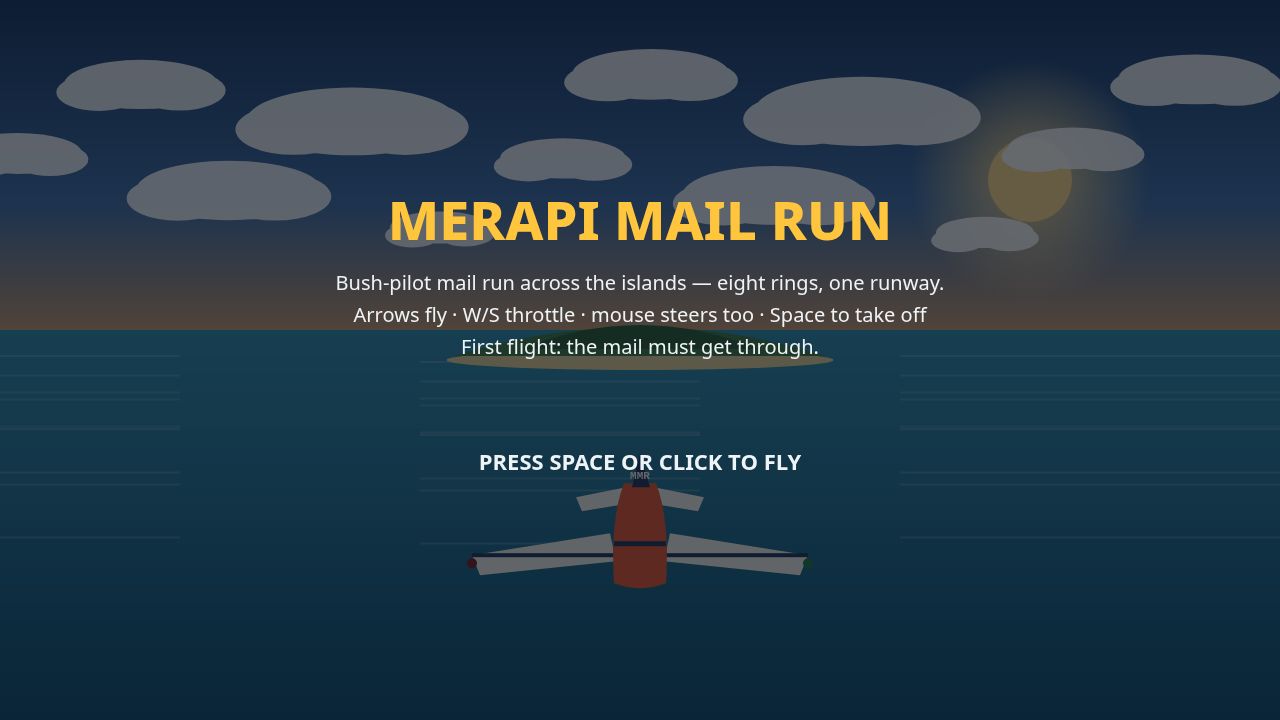 MERAPI MAIL RUN
Bush-pilot mail run across the islands — eight rings, one runway.
Arrows fly · W/S throttle · mouse steers too · Space to take off
First flight: the mail must get through.
PRESS SPACE OR CLICK TO FLY
MMR